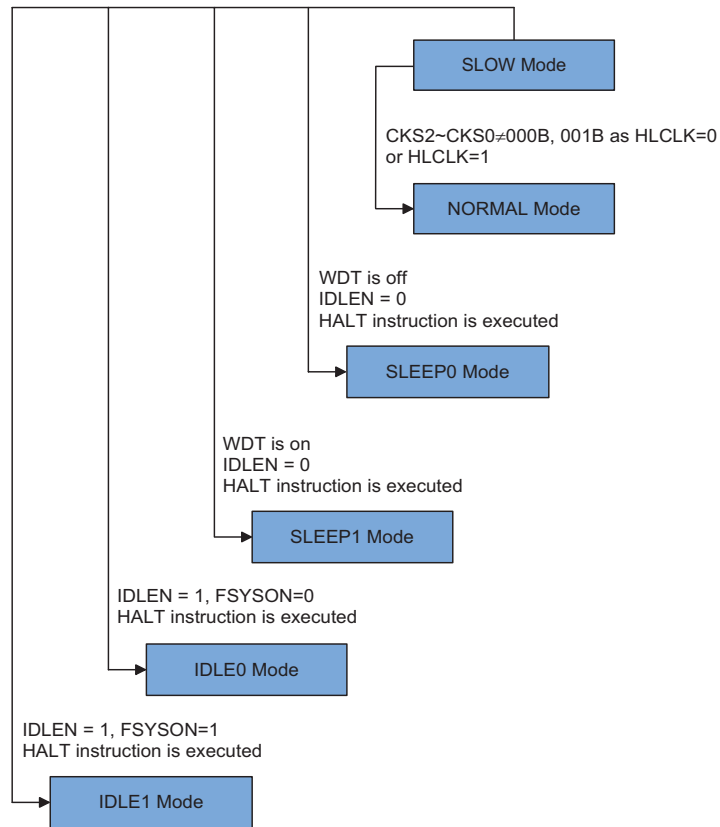 SLOW Mode
CKS2~CKS0≠000B, 001B as HLCLK=0
or HLCLK=1
NORMAL Mode
WDT is off
IDLEN = 0
HALT instruction is executed
SLEEP0 Mode
WDT is on
IDLEN = 0
HALT instruction is executed
SLEEP1 Mode
IDLEN = 1, FSYSON=0
HALT instruction is executed
IDLE0 Mode
IDLEN = 1, FSYSON=1
HALT instruction is executed
IDLE1 Mode